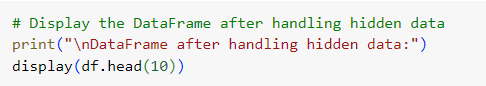 # Display the DataFrame after handling hidden data
print("\nDataFrame after handling hidden data:")
display(df.head(10))